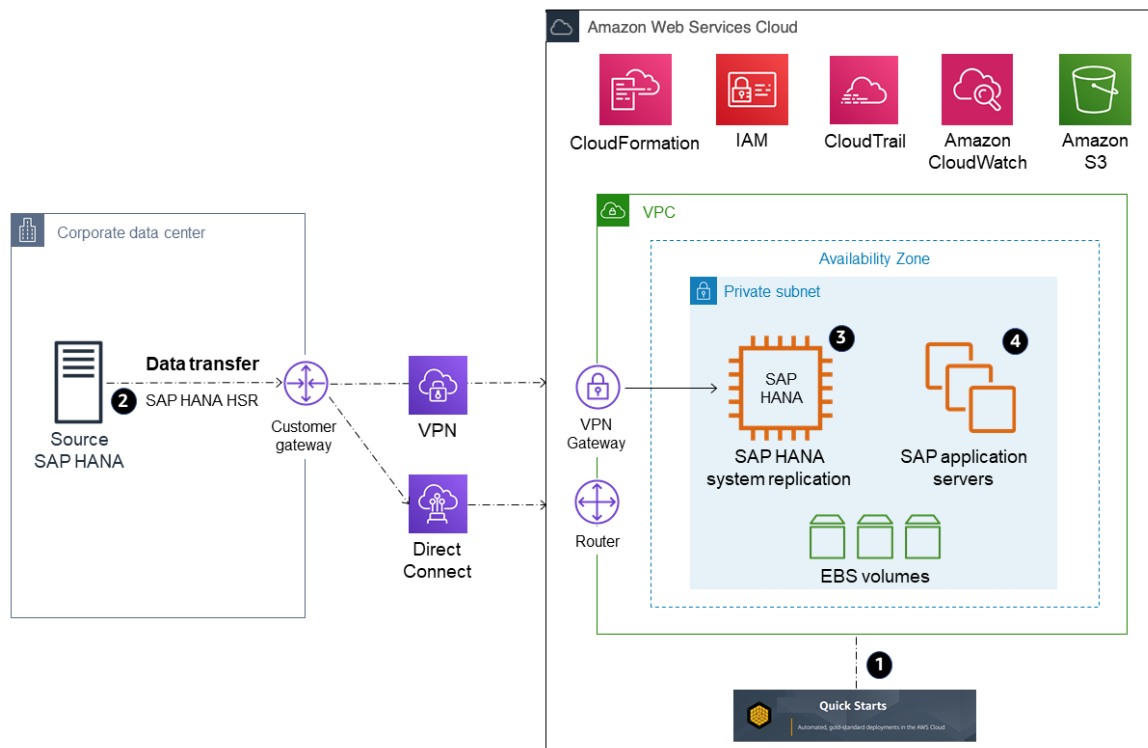 Amazon Web Services Cloud
CloudFormation
IAM
CloudTrail
Amazon
CloudWatch
Amazon
S3
VPC
Corporate data center
Availability Zone
Private subnet
Data transfer
SAP HANA HSR
2
Source
SAP HANA
Customer
gateway
VPN
Direct
Connect
VPN
Gateway
Router
3
SAP
HANA
SAP HANA
system replication
4
SAP application
servers
EBS volumes
1
Quick Starts
Automated, gold-standard deployments in the AWS Cloud